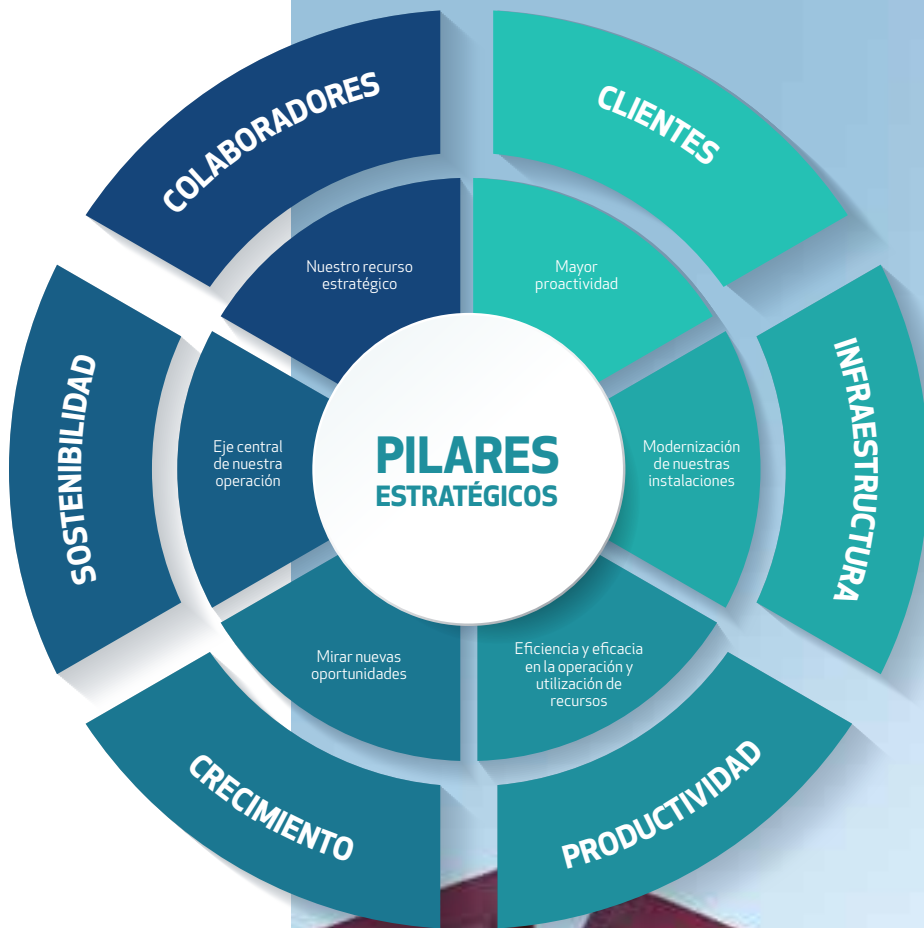 PILARES
ESTRATÉGICOS
COLABORADORES
Nuestro recurso
estratégico
CLIENTES
Mayor
proactividad
INFRAESTRUCTURA
Modernización
de nuestras
instalaciones
PRODUCTIVIDAD
Eficiencia y eficacia
en la operación y
utilización de
recursos
CRECIMIENTO
Mirar nuevas
oportunidades
SOSTENIBILIDAD
Eje central
de nuestra
operación